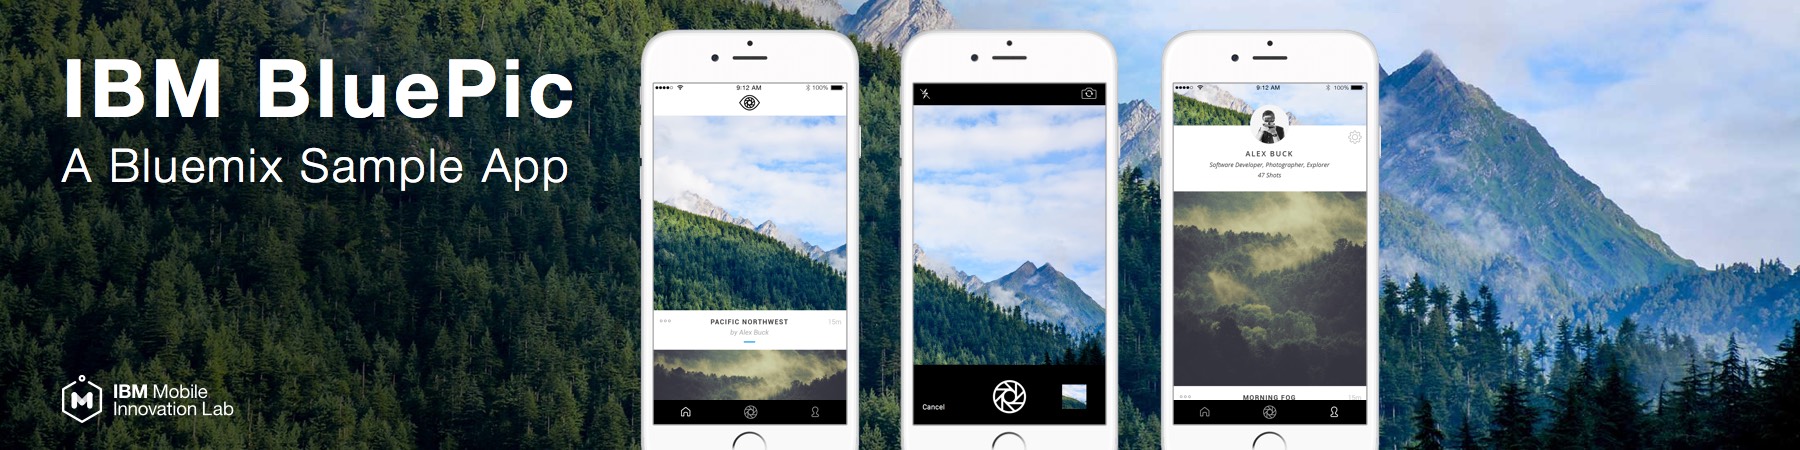 IBM BluePic
A Bluemix Sample App
IBM Mobile
Innovation Lab
9:12 AM
100%
PACIFIC NORTHWEST
15m
by Alex Buck
Cancel
9:12 AM
100%
ALEX BUCK
Software Developer, Photographer, Explorer
47 Shots
MORNING FOG
15m